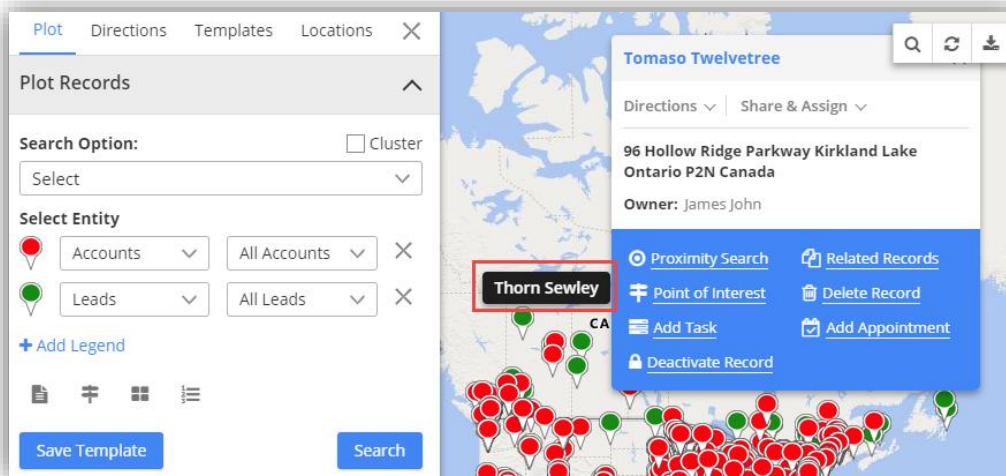 Plot Directions Templates Locations
Plot Records
Search Option: Cluster
Select
Select Entity
Accounts All Accounts
Leads All Leads
+ Add Legend
Save Template Search
Tomaso Twelvetree
Directions Share & Assign
96 Hollow Ridge Parkway Kirkland Lake
Ontario P2N Canada
Owner: James John
Proximity Search Related Records
Point of Interest Delete Record
Add Task Add Appointment
Deactivate Record
Thorn Sewley
CA